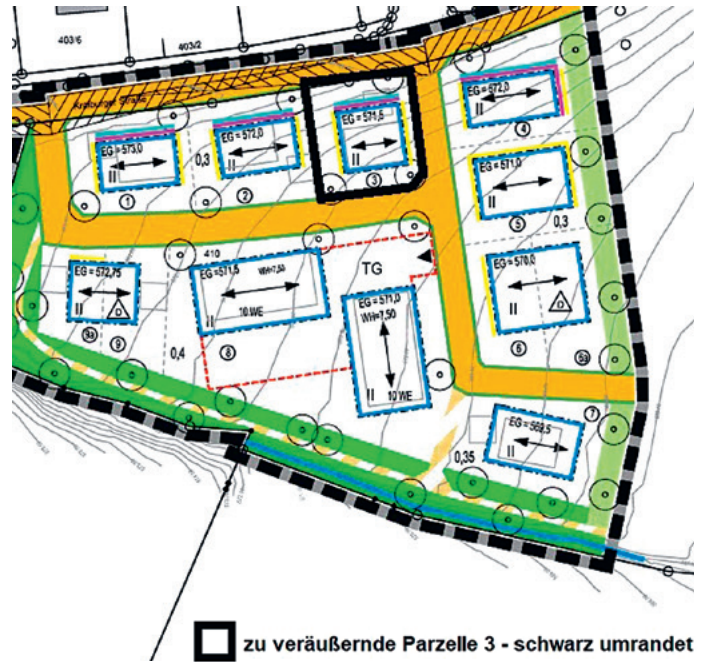 403/6
403/2
Kraiburger Straße
EG = 573,0
II
1
0,3
EG = 572,0
II
2
EG = 571,5
II
3
EG = 572,0
II
4
EG = 571,0
II
5
0,3
EG = 570,0
II
D
6
6a
EG = 572,75
II
D
9a
9
410
EG =571,5
WH=7,50
II
10 WE
0,4
8
TG
EG =571,0
WH=7,50
II
10 WE
7
EG = 569,5
II
0,35
zu veräußernde Parzelle 3 - schwarz umrandet